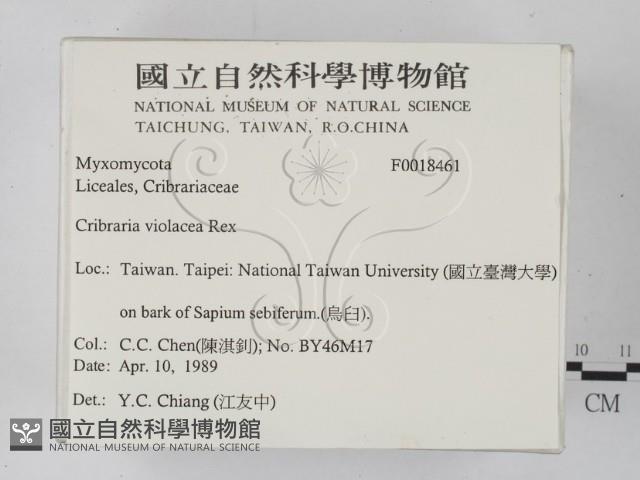 國立自然科學博物館
NATIONAL MUSEUM OF NATURAL SCIENCE
TAICHUNG, TAIWAN, R.O.CHINA
Myxomycota F0018461
Liceales, Cribrariaceae
Cribraria violacea Rex
Loc.: Taiwan. Taipei: National Taiwan University (國立臺灣大學)
on bark of Sapium sebiferum.(烏臼).
Col.: C.C. Chen(陳淇釗); No. BY46M17
Date: Apr. 10, 1989
Det.: Y.C. Chiang (江友中)
10 11
CM
國立自然科學博物館
NATIONAL MUSEUM OF NATURAL SCIENCE